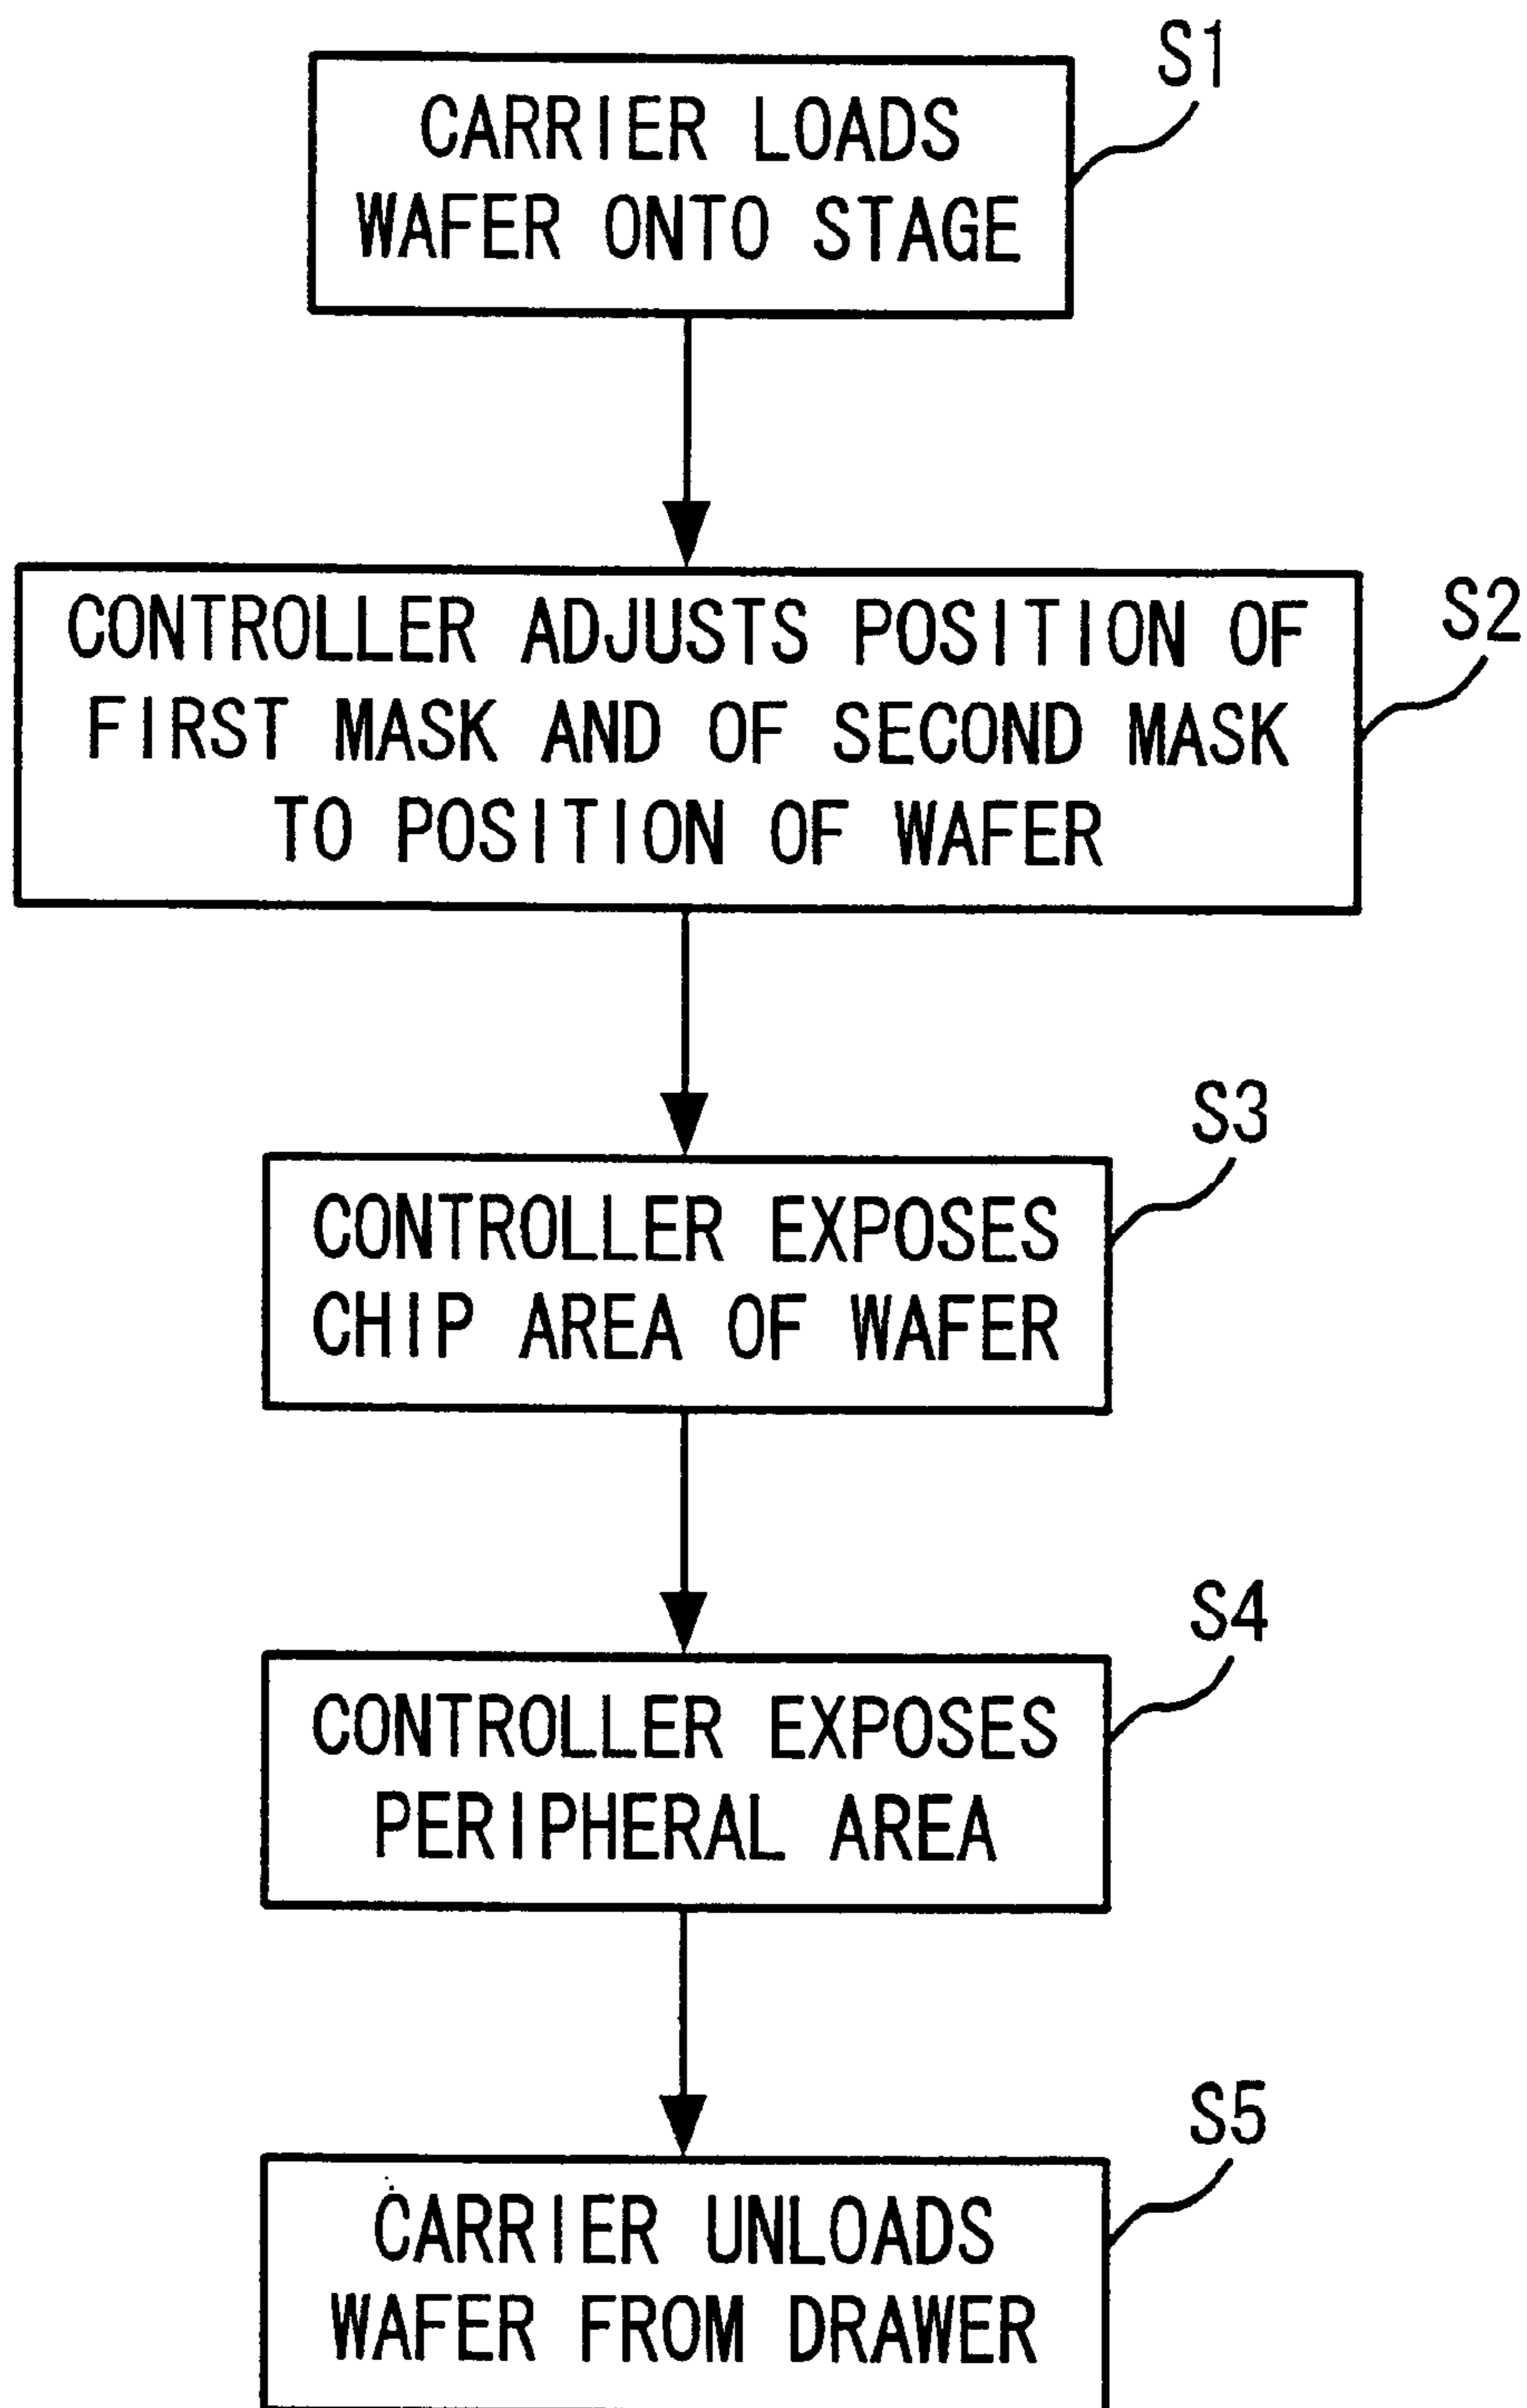 S1
CARRIER LOADS
WAFER ONTO STAGE
S2
CONTROLLER ADJUSTS POSITION OF
FIRST MASK AND OF SECOND MASK
TO POSITION OF WAFER
S3
CONTROLLER EXPOSES
CHIP AREA OF WAFER
S4
CONTROLLER EXPOSES
PERIPHERAL AREA
S5
CARRIER UNLOADS
WAFER FROM DRAWER